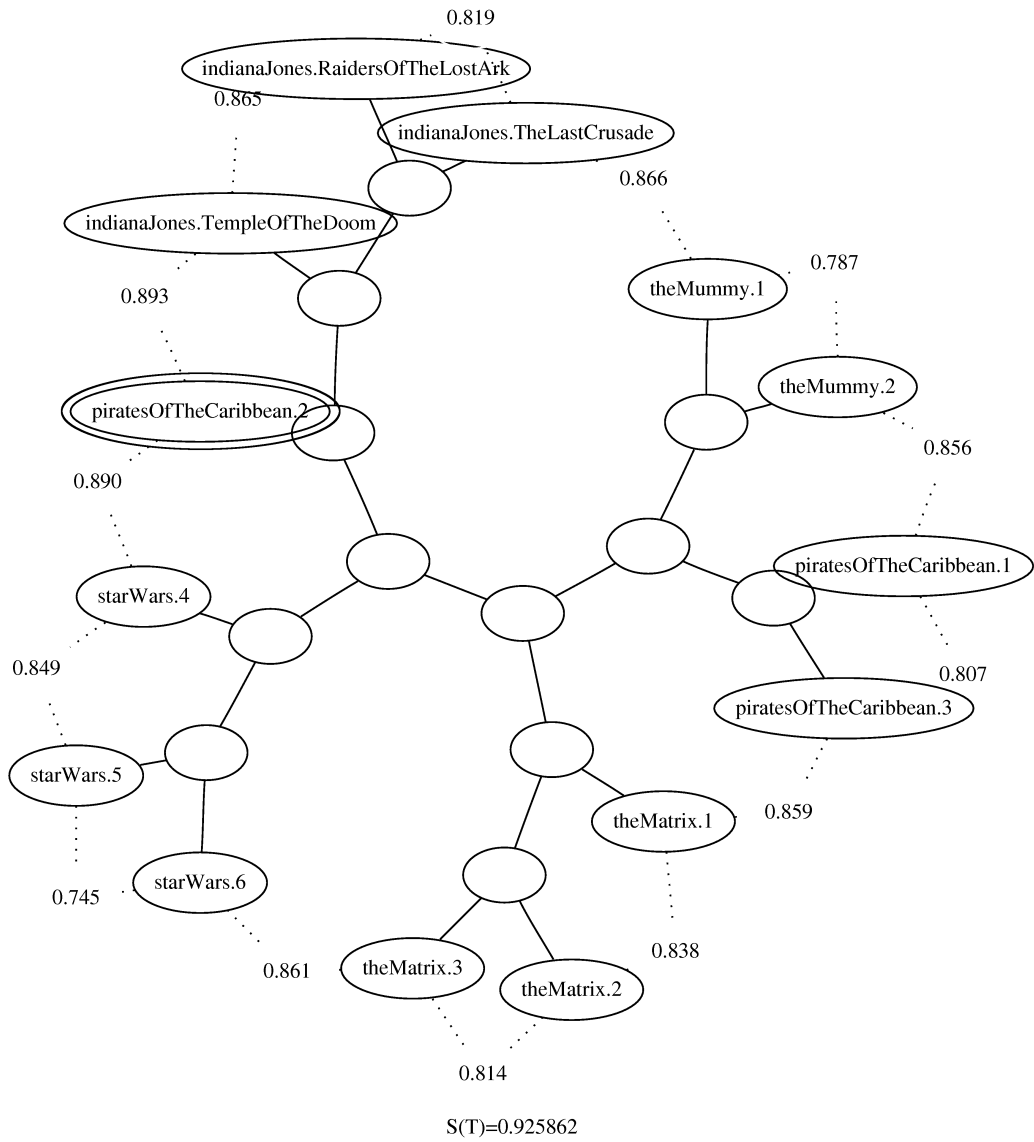 0.819
indianaJones.RaidersOfTheLostArk
0.865
indianaJones.TheLastCrusade
0.866
indianaJones.TempleOfTheDoom
0.787
theMummy.1
0.893
theMummy.2
piratesOfTheCaribbean.2
0.856
0.890
piratesOfTheCaribbean.1
starWars.4
0.849
0.807
piratesOfTheCaribbean.3
starWars.5
0.859
theMatrix.1
starWars.6
0.745
0.838
theMatrix.3
0.861
theMatrix.2
0.814
S(T)=0.925862